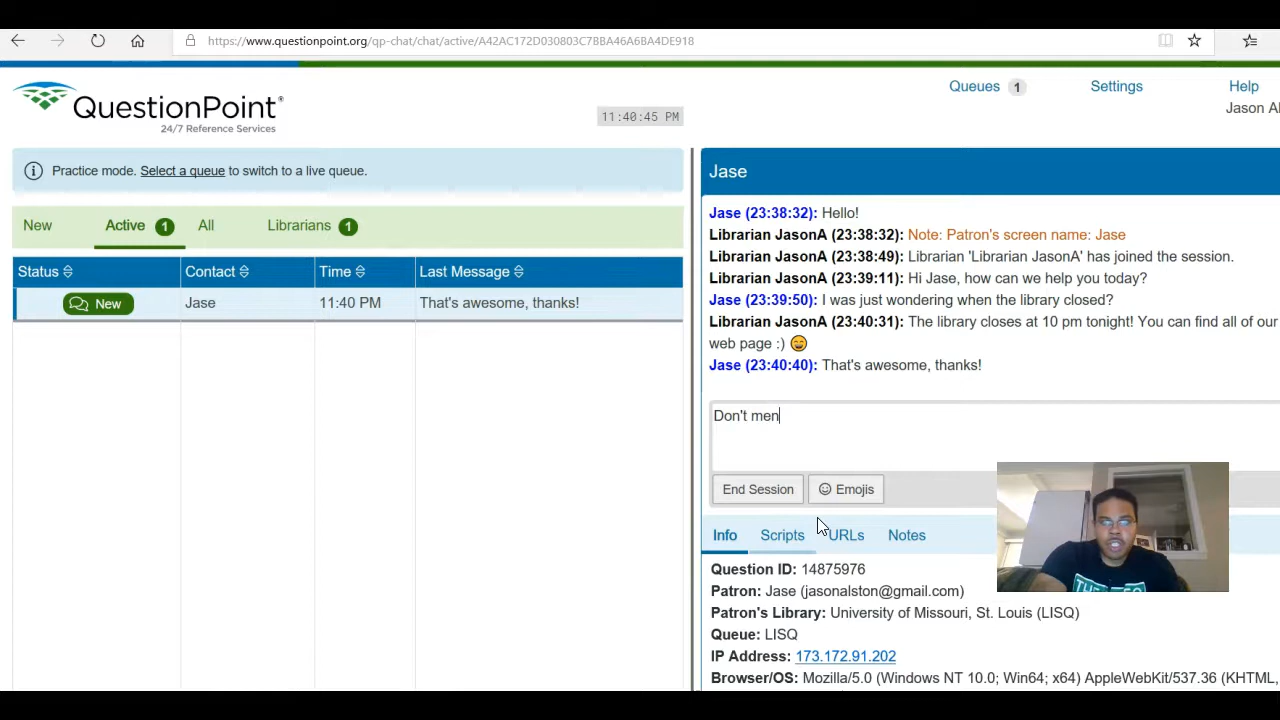 https://www.questionpoint.org/qp-chat/chat/active/A42AC172D030803C7BBA46A6BA4DE918
QuestionPoint®
24/7 Reference Services
11:40:45 PM
Queues 1
Settings
Help
Jason Al
Practice mode. Select a queue to switch to a live queue.
New
Active 1
All
Librarians 1
Status
Contact
Time
Last Message
New
Jase
11:40 PM
That's awesome, thanks!
Jase
Jase (23:38:32): Hello!
Librarian JasonA (23:38:32): Note: Patron's screen name: Jase
Librarian JasonA (23:38:49): Librarian 'Librarian JasonA' has joined the session.
Librarian JasonA (23:39:11): Hi Jase, how can we help you today?
Jase (23:39:50): I was just wondering when the library closed?
Librarian JasonA (23:40:31): The library closes at 10 pm tonight! You can find all of our
web page :)
Jase (23:40:40): That's awesome, thanks!
Don't men
End Session
Emojis
Info
Scripts
URLs
Notes
Question ID: 14875976
Patron: Jase (jasonalston@gmail.com)
Patron's Library: University of Missouri, St. Louis (LISQ)
Queue: LISQ
IP Address: 173.172.91.202
Browser/OS: Mozilla/5.0 (Windows NT 10.0; Win64; x64) AppleWebKit/537.36 (KHTML,